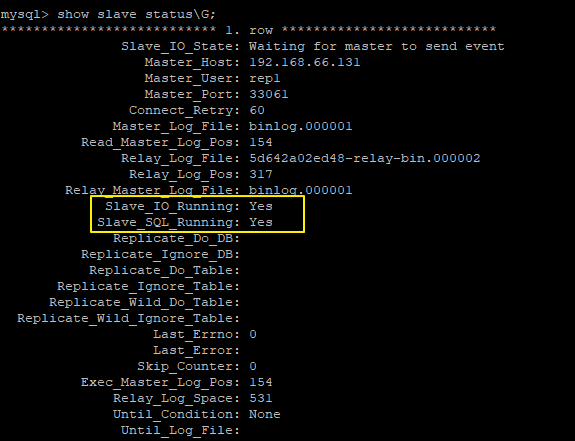 mysql> show slave status\G;
*************************** 1. row ***************************
Slave_IO_State: Waiting for master to send event
Master_Host: 192.168.66.131
Master_User: repl
Master_Port: 33061
Connect_Retry: 60
Master_Log_File: binlog.000001
Read_Master_Log_Pos: 154
Relay_Log_File: 5d642a02ed48-relay-bin.000002
Relay_Log_Pos: 317
Relay_Master_Log_File: binlog.000001
Slave_IO_Running: Yes
Slave_SQL_Running: Yes
Replicate_Do_DB:
Replicate_Ignore_DB:
Replicate_Do_Table:
Replicate_Ignore_Table:
Replicate_Wild_Do_Table:
Replicate_Wild_Ignore_Table:
Last_Errno: 0
Last_Error:
Skip_Counter: 0
Exec_Master_Log_Pos: 154
Relay_Log_Space: 531
Until_Condition: None
Until_Log_File: